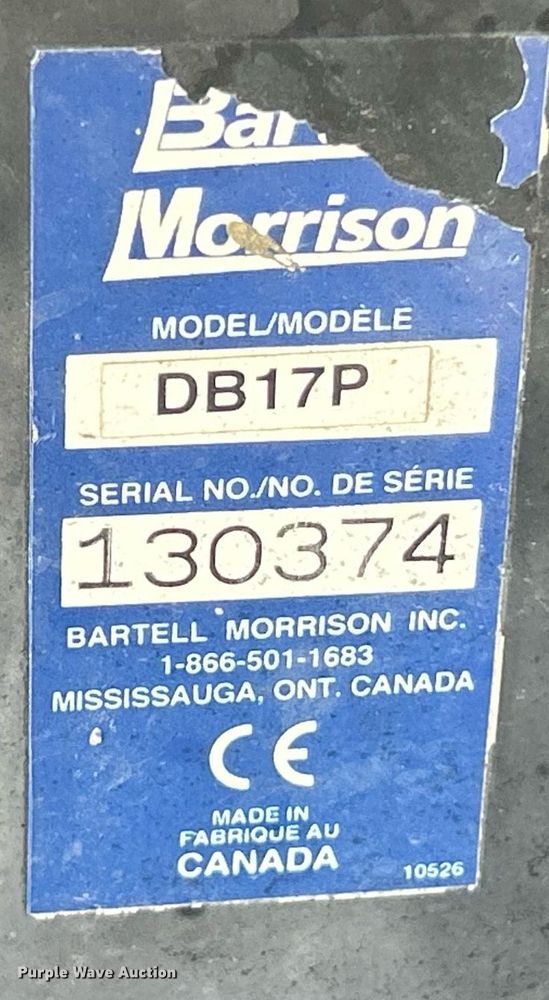 Morrison
MODEL/MODÈLE
DB17P
SERIAL NO./NO. DE SÉRIE
130374
BARTELL MORRISON INC.
1-866-501-1683
MISSISSAUGA, ONT. CANADA
CE
MADE IN
FABRIQUE AU
CANADA
10526
Purple Wave Auction